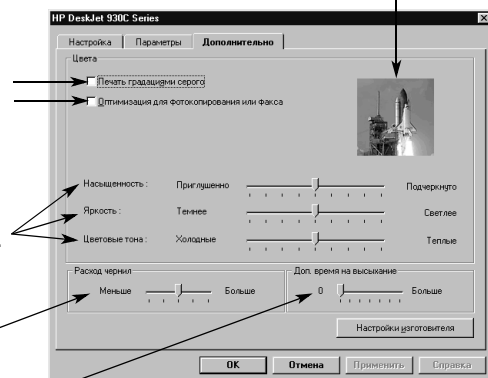 HP DeskJet 930C Series
Настройка Параметры Дополнительно
Цвета
Печать градациями серого
Оптимизация для фотокопирования или факса
Насыщенность : Приглушенно Подчеркнуто
Яркость : Темнее Светлее
Цветовые тона : Холодные Теплые
Расход чернил
Меньше Больше
Доп. время на высыхание
0 Больше
Настройки изготовителя
OK Отмена Применить Справка